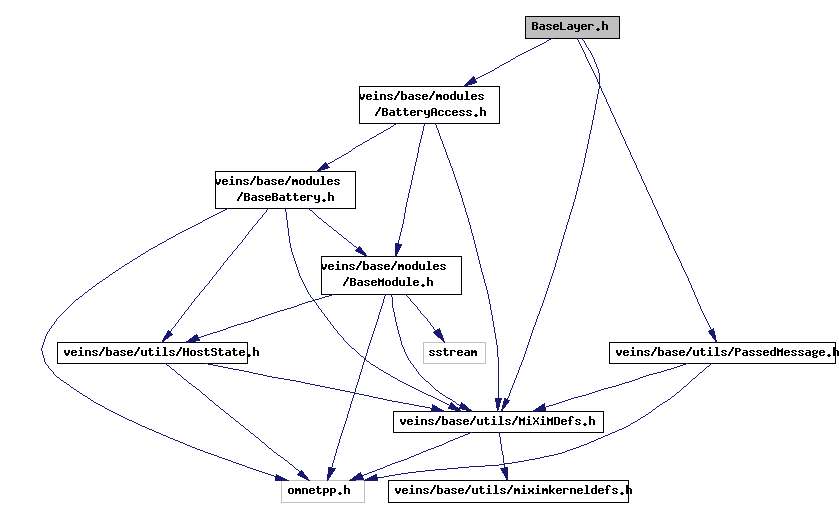 BaseLayer.h
veins/base/modules
/BatteryAccess.h
veins/base/modules
/BaseBattery.h
veins/base/modules
/BaseModule.h
veins/base/utils/HostState.h
sstream
veins/base/utils/PassedMessage.h
veins/base/utils/MiXiMDefs.h
omnetpp.h
veins/base/utils/miximkerneldefs.h